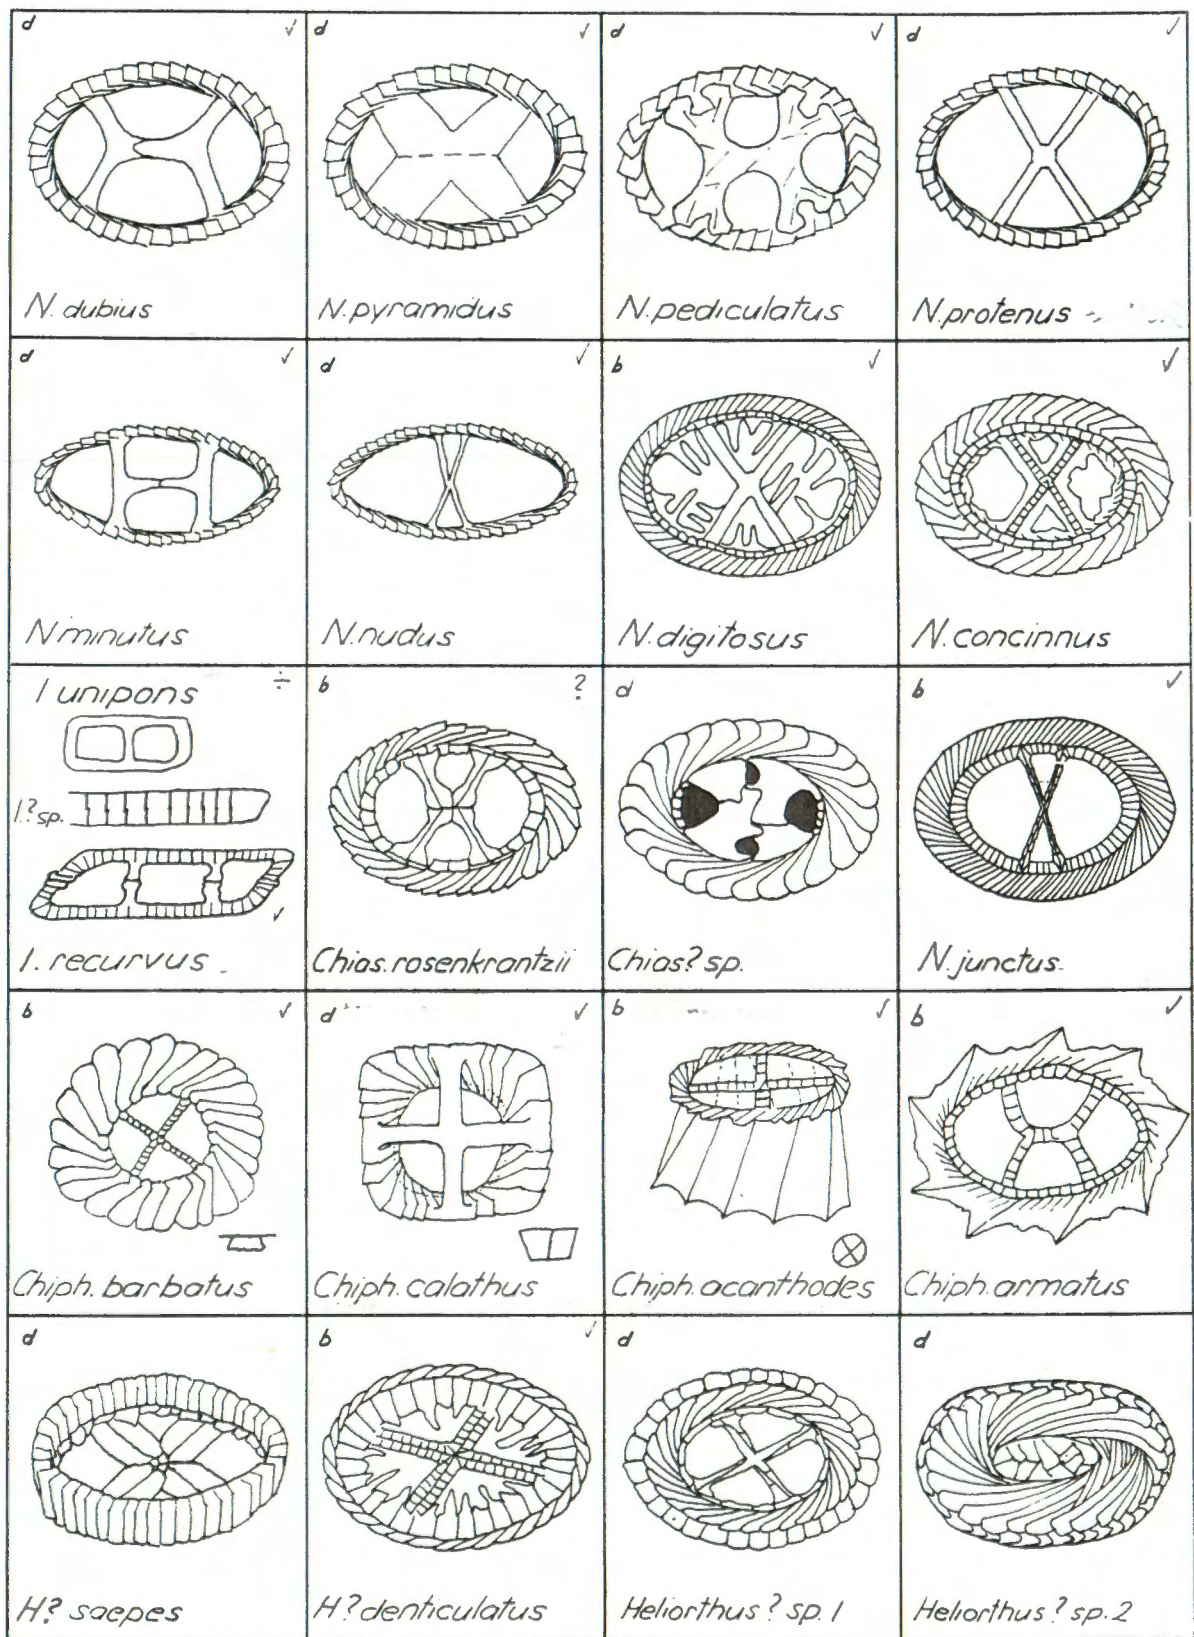 d ✓ d ✓ d ✓ d ✓
N. dubius N. pyramidus N. pediculatus N. protenus
d ✓ d ✓ b ✓ ✓
N minutus N. nudus N. digitosus N. concinnus
I unipons ÷ b ? d b ✓
I.? sp.
✓
I. recurvus Chias. rosenkrantzii Chias? sp. N. junctus
b ✓ d ✓ b ✓ b ✓
Chiph. barbatus Chiph. calathus Chiph. acanthodes Chiph. armatus
d b ✓ d d
H? saepes H? denticulatus Heliorthus? sp. 1 Heliorthus? sp. 2